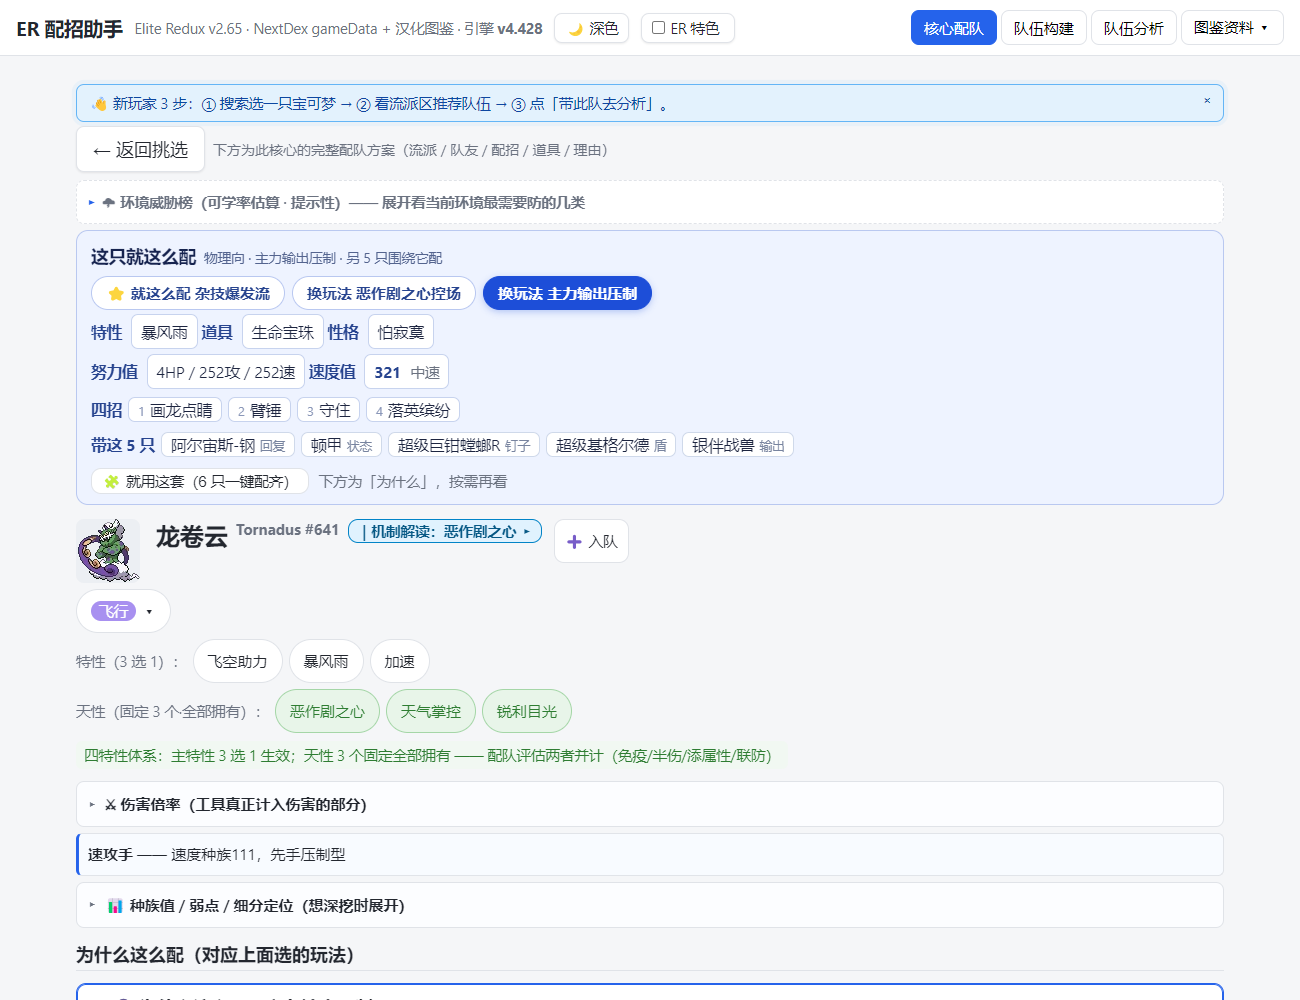 ER 配招助手 Elite Redux v2.65 · NextDex gameData + 汉化图鉴 · 引擎 v4.428 🌙 深色 ER 特色 核心配队 队伍构建 队伍分析 图鉴资料 ▾
👋 新玩家 3 步：① 搜索选一只宝可梦 → ② 看流派区推荐队伍 → ③ 点「带此队去分析」。 ×
← 返回挑选 下方为此核心的完整配队方案（流派 / 队友 / 配招 / 道具 / 理由）
▸ 🌩 环境威胁榜（可学率估算 · 提示性）—— 展开看当前环境最需要防的几类
这只就这么配 物理向 · 主力输出压制 · 另 5 只围绕它配
⭐ 就这么配 杂技爆发流 换玩法 恶作剧之心控场 换玩法 主力输出压制
特性 暴风雨 道具 生命宝珠 性格 怕寂寞
努力值 4HP / 252攻 / 252速 速度值 321 中速
四招 1 画龙点睛 2 臂锤 3 守住 4 落英缤纷
带这 5 只 阿尔宙斯-钢 回复 顿甲 状态 超级巨钳螳螂R 钉子 超级基格尔德 盾 银伴战兽 输出
🧩 就用这套（6 只一键配齐） 下方为「为什么」，按需再看
龙卷云 Tornadus #641 | 机制解读：恶作剧之心 ▸ ➕ 入队
飞行 ▾
特性（3 选 1）： 飞空助力 暴风雨 加速
天性（固定 3 个·全部拥有）： 恶作剧之心 天气掌控 锐利目光
四特性体系：主特性 3 选 1 生效；天性 3 个固定全部拥有 —— 配队评估两者并计（免疫/半伤/添属性/联防）
▸ ⚔ 伤害倍率（工具真正计入伤害的部分）
速攻手 —— 速度种族111，先手压制型
▸ 📊 种族值 / 弱点 / 细分定位（想深挖时展开）
为什么这么配（对应上面选的玩法）